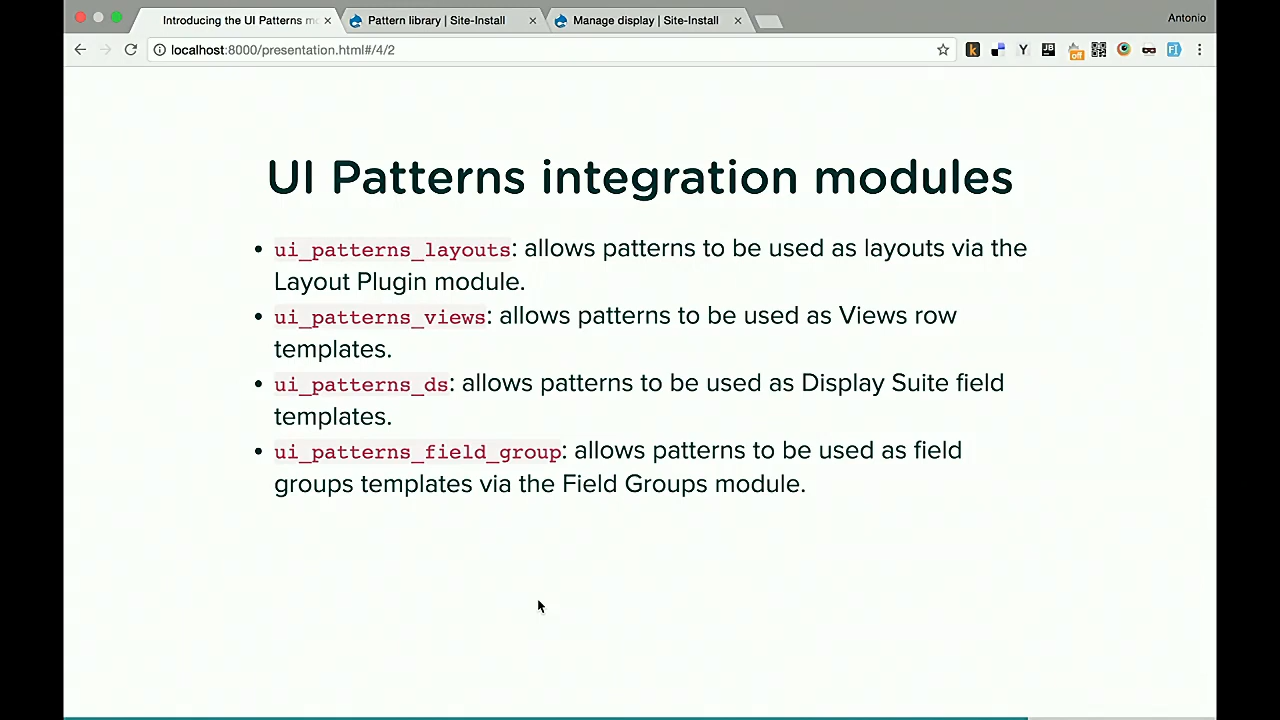 Introducing the UI Patterns mo
Pattern library | Site-Install
Manage display | Site-Install
Antonio
localhost:8000/presentation.html#/4/2
UI Patterns integration modules
ui_patterns_layouts: allows patterns to be used as layouts via the
Layout Plugin module.
ui_patterns_views: allows patterns to be used as Views row
templates.
ui_patterns_ds: allows patterns to be used as Display Suite field
templates.
ui_patterns_field_group: allows patterns to be used as field
groups templates via the Field Groups module.